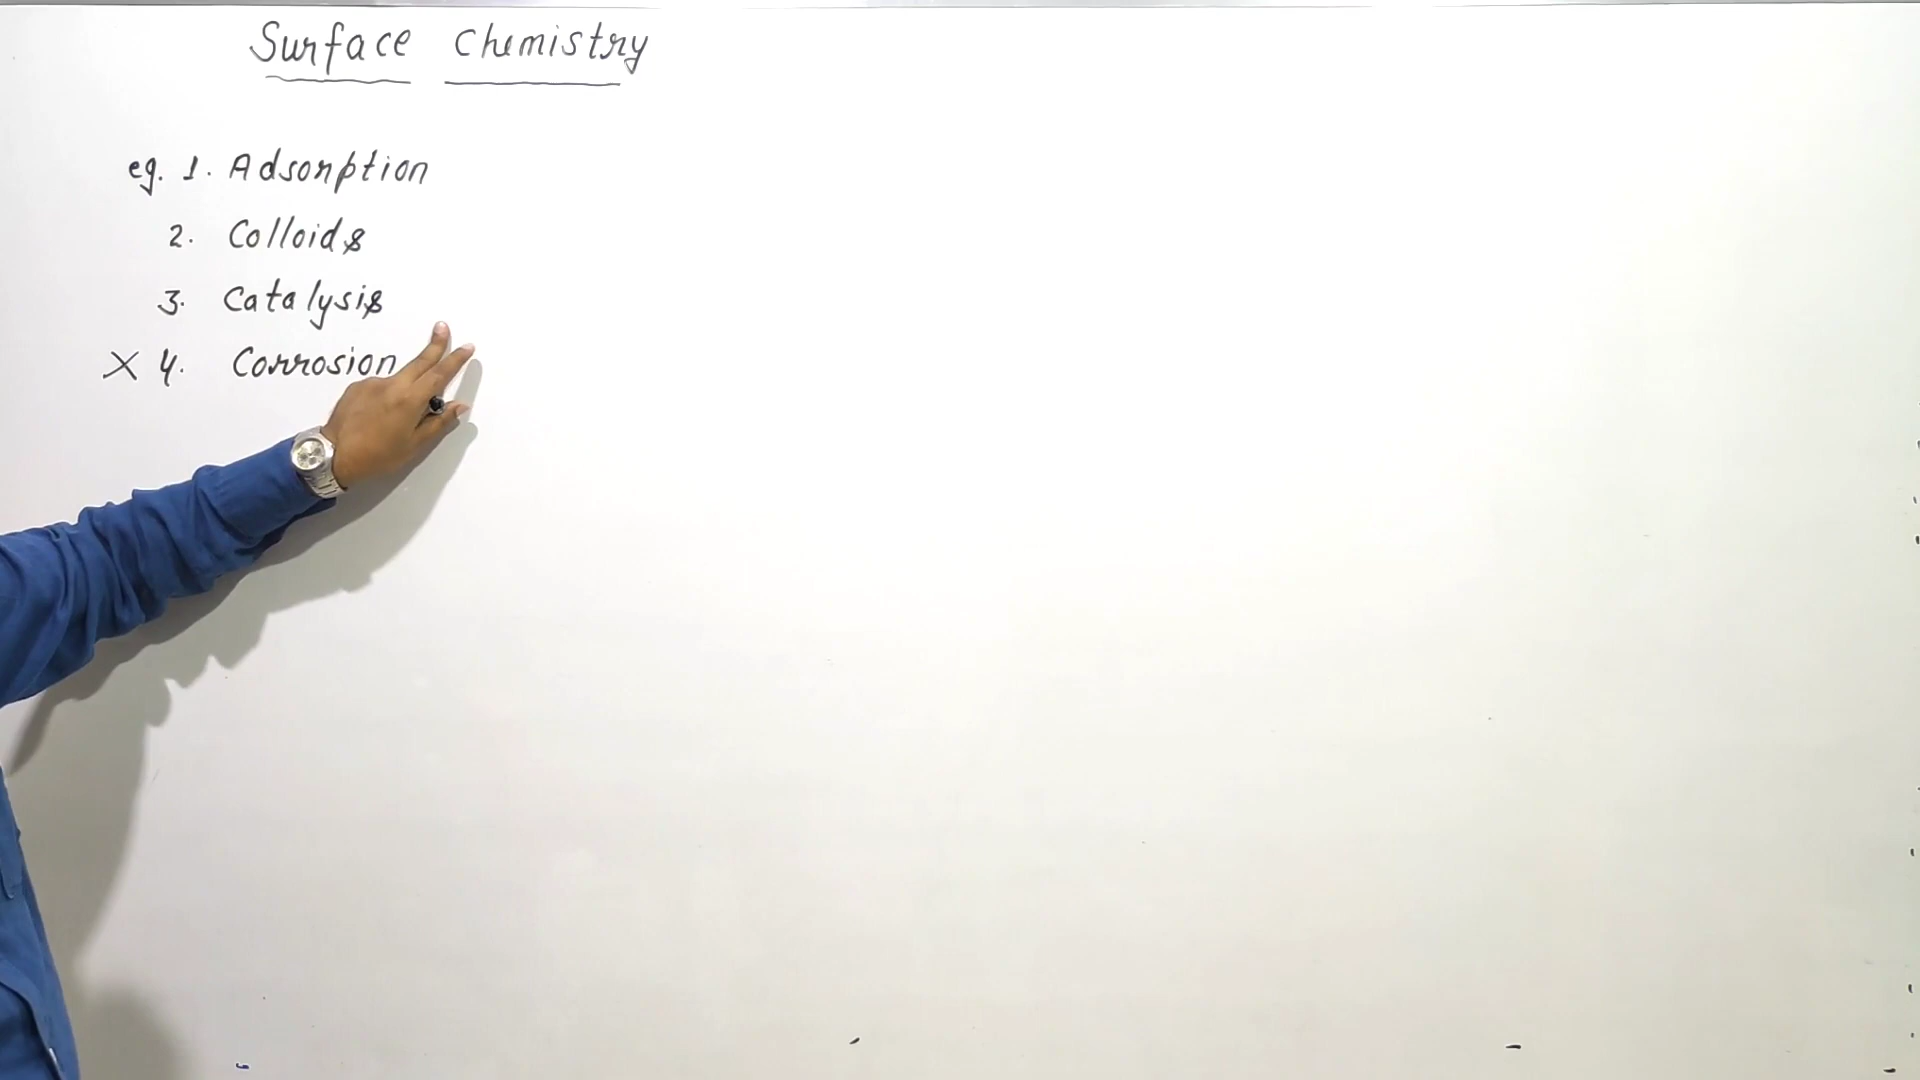 Surface Chemistry
eg. 1. Adsorption
2. Colloids
3. Catalysis
X 4. Corrosion